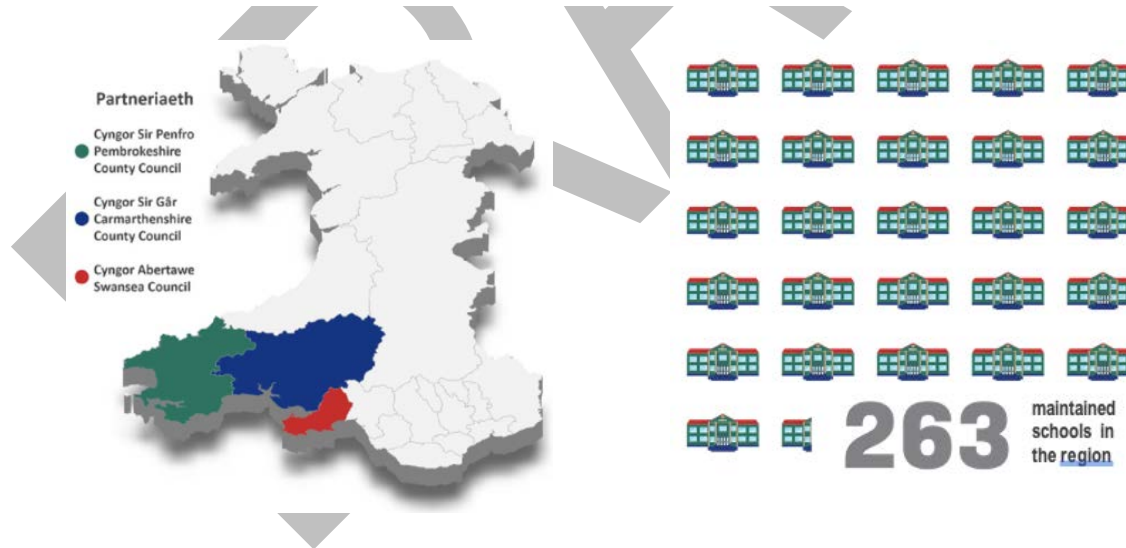 Partneriaeth
Cyngor Sir Penfro
Pembrokeshire
County Council
Cyngor Sir Gâr
Carmarthenshire
County Council
Cyngor Abertawe
Swansea Council
263
maintained
schools in
the region